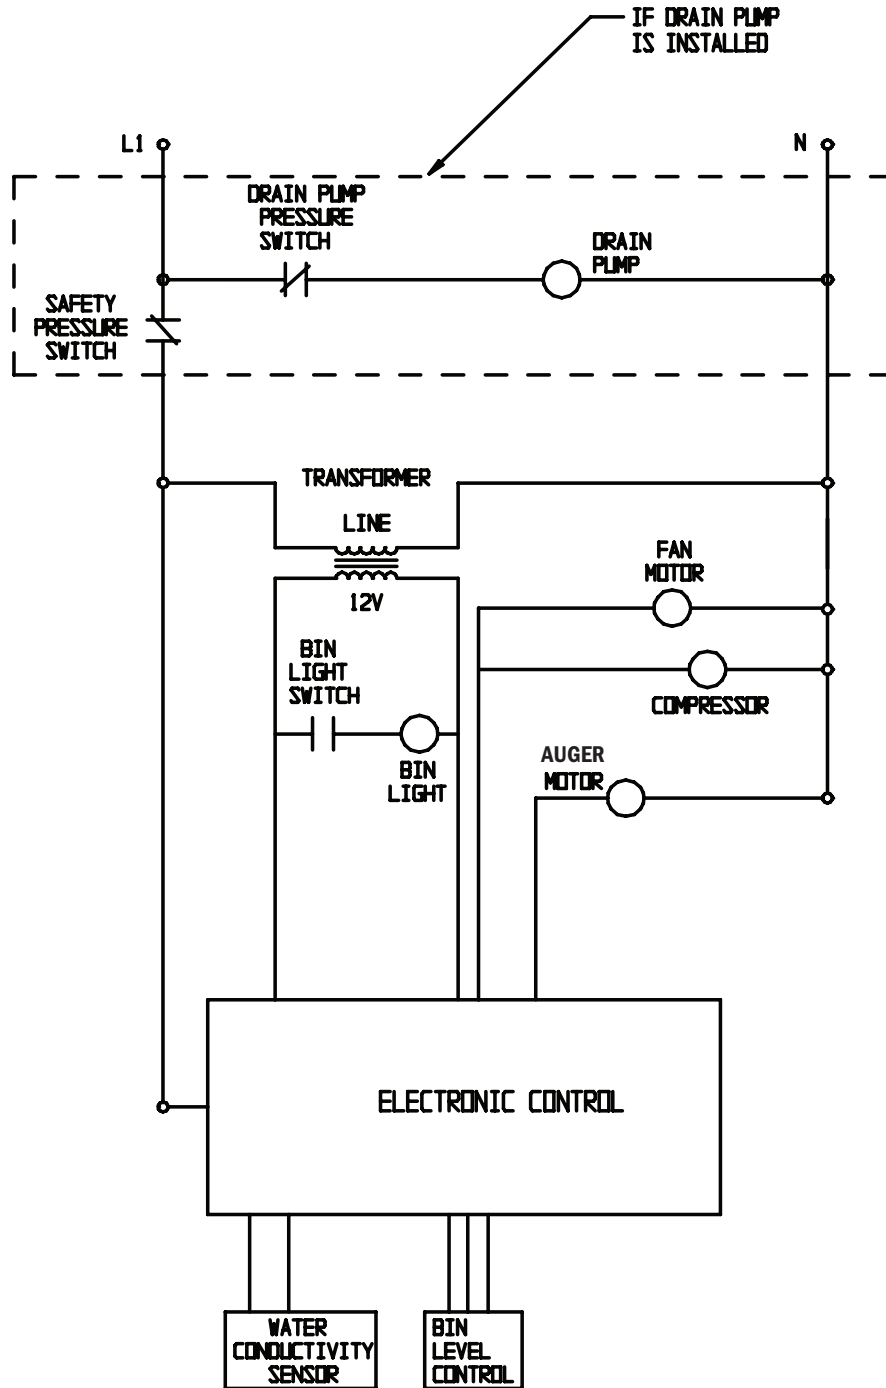 IF DRAIN PUMP
IS INSTALLED
L1
N
DRAIN PUMP
PRESSURE
SWITCH
DRAIN
PUMP
SAFETY
PRESSURE
SWITCH
TRANSFORMER
LINE
12V
FAN
MOTOR
BIN
LIGHT
SWITCH
COMPRESSOR
BIN
LIGHT
AUGER
MOTOR
ELECTRONIC CONTROL
WATER
CONDUCTIVITY
SENSOR
BIN
LEVEL
CONTROL